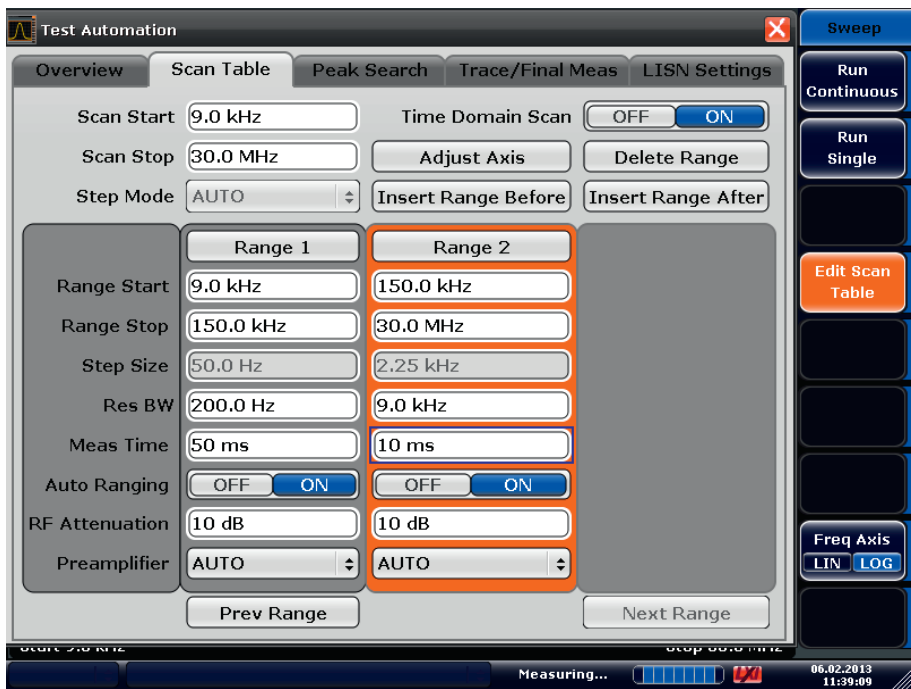 Test Automation
Sweep
Overview Scan Table Peak Search Trace/Final Meas LISN Settings
Run Continuous
Scan Start 9.0 kHz Time Domain Scan OFF ON
Scan Stop 30.0 MHz Adjust Axis Delete Range
Run Single
Step Mode AUTO Insert Range Before Insert Range After
Range 1 Range 2
Edit Scan Table
Range Start 9.0 kHz 150.0 kHz
Range Stop 150.0 kHz 30.0 MHz
Step Size 50.0 Hz 2.25 kHz
Res BW 200.0 Hz 9.0 kHz
Meas Time 50 ms 10 ms
Auto Ranging OFF ON OFF ON
RF Attenuation 10 dB 10 dB
Preamplifier AUTO AUTO
Freq Axis
LIN LOG
Prev Range Next Range
Measuring... LXI 06.02.2013
11:39:09